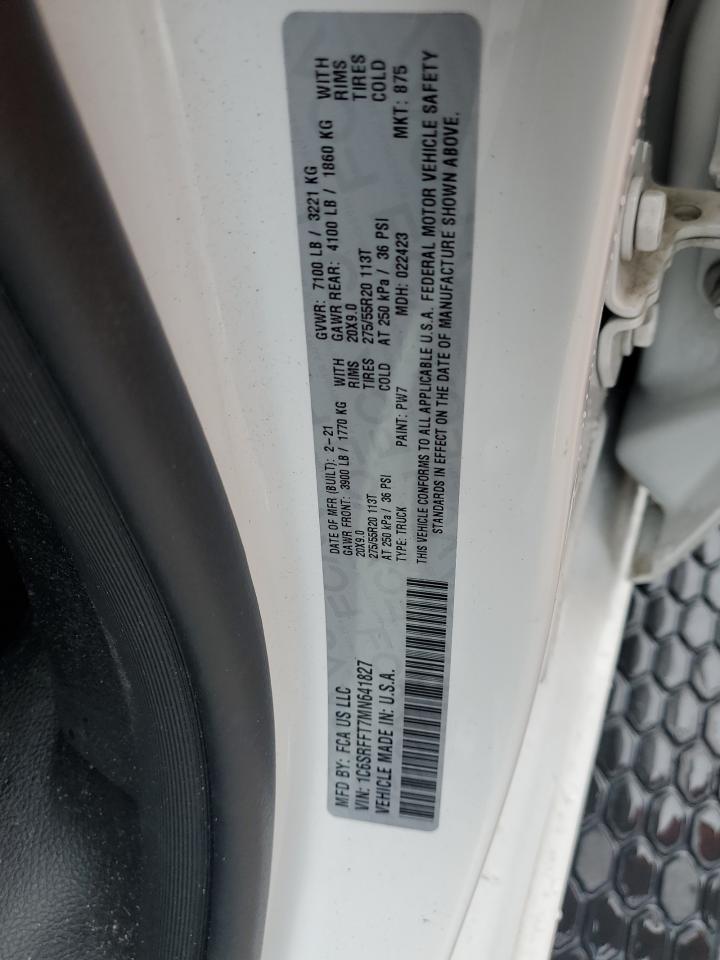 MFD BY: FCA US LLC
VIN: 1C6SRFFT7MN641827
VEHICLE MADE IN: U.S.A.
DATE OF MFR (BUILT): 2-21
GAWR FRONT: 3900 LB / 1770 KG WITH
20X9.0 RIMS
275/55R20 113T TIRES
AT 250 kPa / 36 PSI COLD
GVWR: 7100 LB / 3221 KG
GAWR REAR: 4100 LB / 1860 KG WITH
20X9.0 RIMS
275/55R20 113T TIRES
AT 250 kPa / 36 PSI COLD
TYPE: TRUCK PAINT: PW7 MDH: 022423 MKT: 875
THIS VEHICLE CONFORMS TO ALL APPLICABLE U.S.A. FEDERAL MOTOR VEHICLE SAFETY
STANDARDS IN EFFECT ON THE DATE OF MANUFACTURE SHOWN ABOVE.